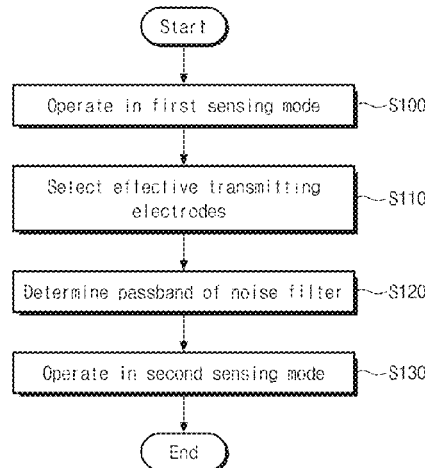 Start
Operate in first sensing mode
S100
Select effective transmitting
electrodes
S110
Determine passband of noise filter
S120
Operate in second sensing mode
S130
End